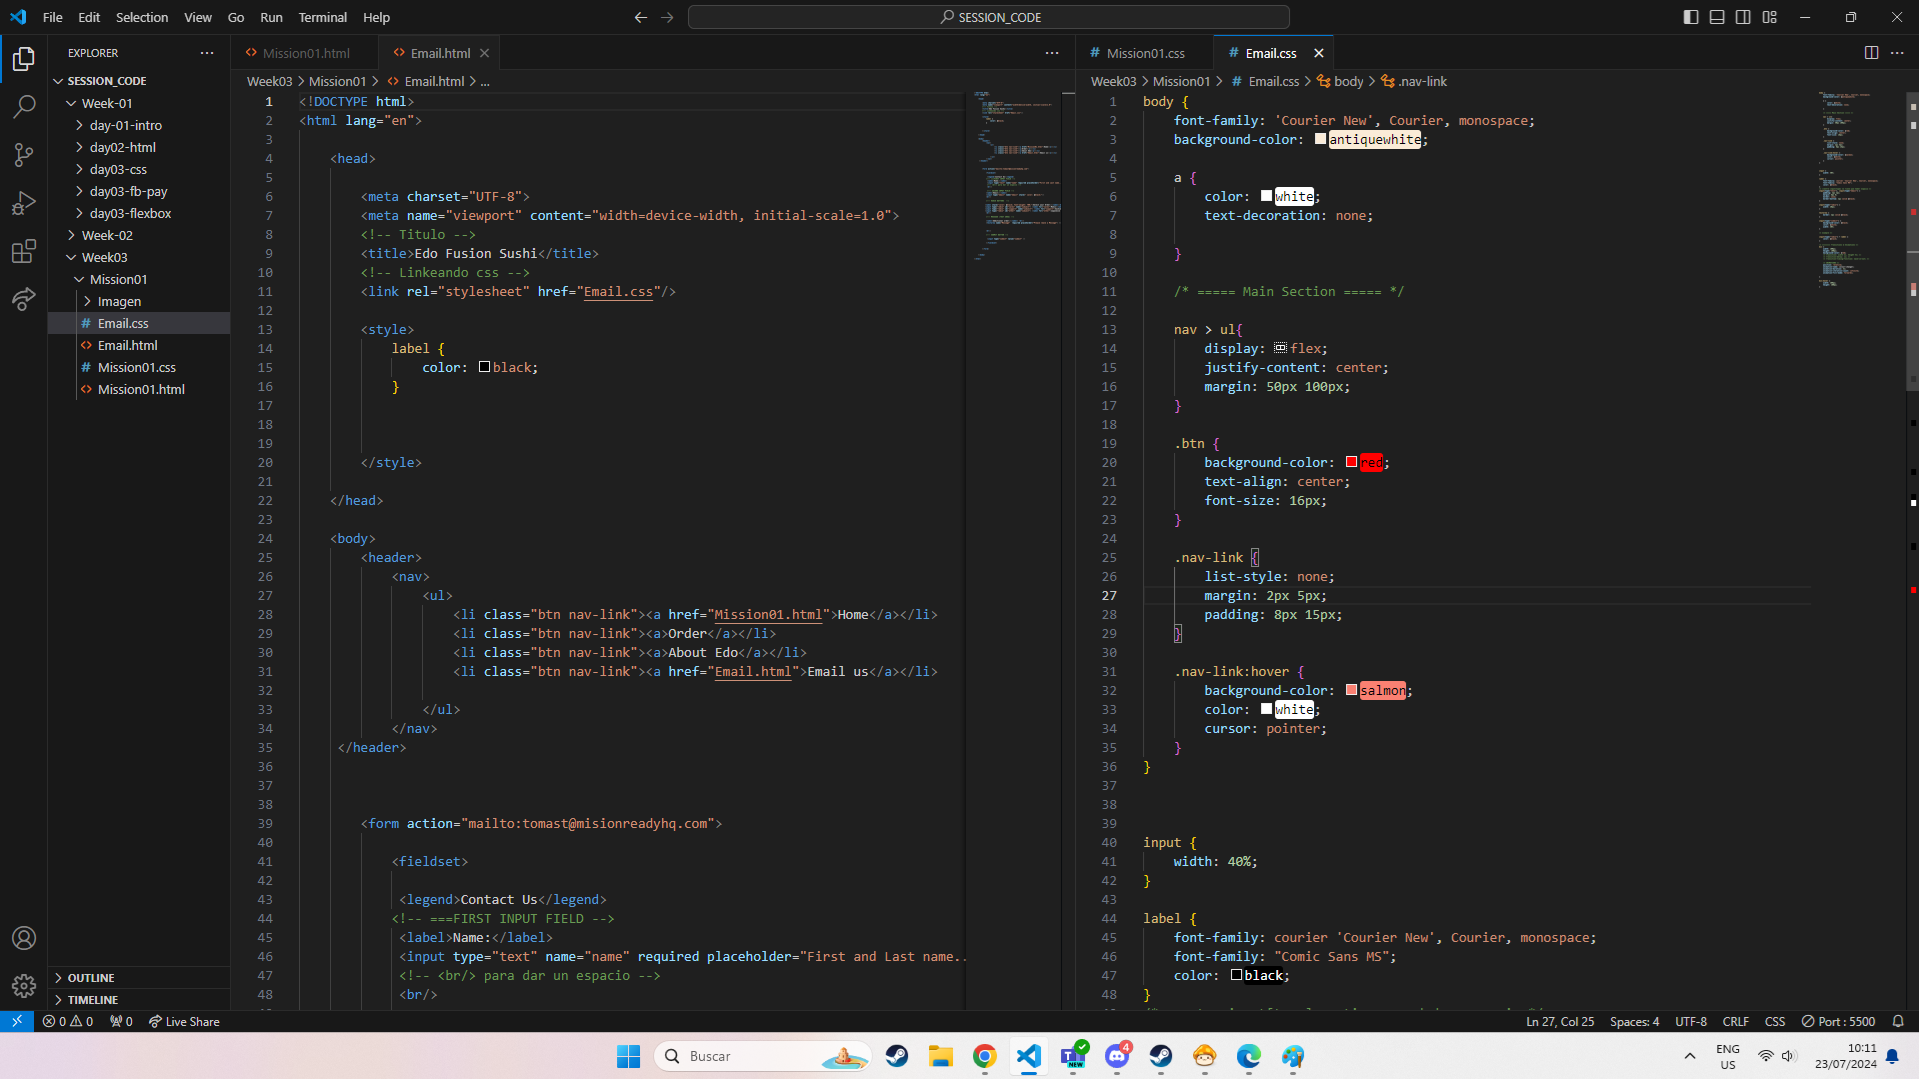 File Edit Selection View Go Run Terminal Help
SESSION_CODE
EXPLORER
SESSION_CODE
Week-01
day-01-intro
day02-html
day03-css
day03-fb-pay
day03-flexbox
Week-02
Week03
Mission01
Imagen
# Email.css
<> Email.html
# Mission01.css
<> Mission01.html
OUTLINE
TIMELINE
<> Mission01.html <> Email.html
Week03 > Mission01 > <> Email.html > ...
1 <!DOCTYPE html>
2 <html lang="en">
3
4 <head>
5
6 <meta charset="UTF-8">
7 <meta name="viewport" content="width=device-width, initial-scale=1.0">
8 <!-- Titulo -->
9 <title>Edo Fusion Sushi</title>
10 <!-- Linkeando css -->
11 <link rel="stylesheet" href="Email.css"/>
12
13 <style>
14 label {
15 color: black;
16 }
17
18
19
20 </style>
21
22 </head>
23
24 <body>
25 <header>
26 <nav>
27 <ul>
28 <li class="btn nav-link"><a href="Mission01.html">Home</a></li>
29 <li class="btn nav-link"><a>Order</a></li>
30 <li class="btn nav-link"><a>About Edo</a></li>
31 <li class="btn nav-link"><a href="Email.html">Email us</a></li>
32
33 </ul>
34 </nav>
35 </header>
36
37
38
39 <form action="mailto:tomast@misionreadyhq.com">
40
41 <fieldset>
42
43 <legend>Contact Us</legend>
44 <!-- ===FIRST INPUT FIELD -->
45 <label>Name:</label>
46 <input type="text" name="name" required placeholder="First and Last name..
47 <!-- <br/> para dar un espacio -->
48 <br/>
# Mission01.css # Email.css
Week03 > Mission01 > # Email.css > body > .nav-link
1 body {
2 font-family: 'Courier New', Courier, monospace;
3 background-color: antiquewhite;
4
5 a {
6 color: white;
7 text-decoration: none;
8
9 }
10
11 /* ===== Main Section ===== */
12
13 nav > ul{
14 display: flex;
15 justify-content: center;
16 margin: 50px 100px;
17 }
18
19 .btn {
20 background-color: red;
21 text-align: center;
22 font-size: 16px;
23 }
24
25 .nav-link {
26 list-style: none;
27 margin: 2px 5px;
28 padding: 8px 15px;
29 }
30
31 .nav-link:hover {
32 background-color: salmon;
33 color: white;
34 cursor: pointer;
35 }
36 }
37
38
39
40 input {
41 width: 40%;
42 }
43
44 label {
45 font-family: courier 'Courier New', Courier, monospace;
46 font-family: "Comic Sans MS";
47 color: black;
48 }
0 0 0 Live Share
Ln 27, Col 25 Spaces: 4 UTF-8 CRLF CSS Port : 5500
Buscar
NEW
4
ENG
US
10:11
23/07/2024